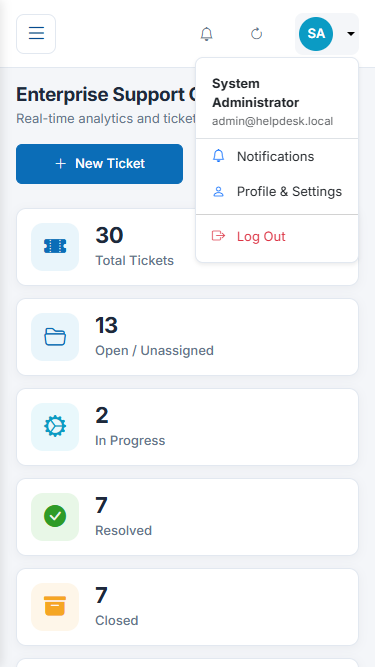 SA
System
Administrator
admin@helpdesk.local
Notifications
Profile & Settings
Log Out
Enterprise Support
Real-time analytics and ticket
+ New Ticket
30
Total Tickets
13
Open / Unassigned
2
In Progress
7
Resolved
7
Closed